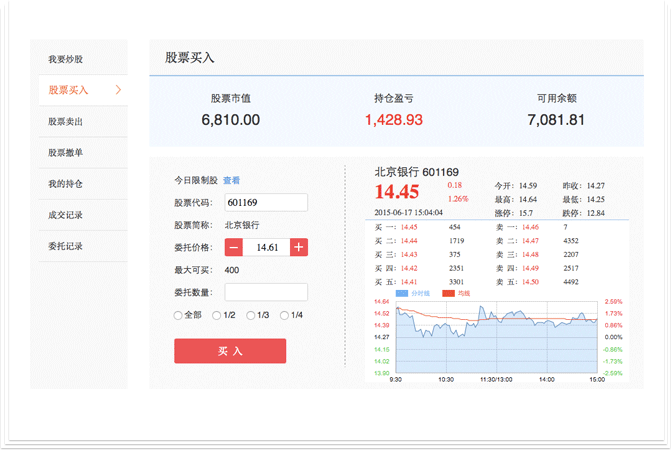 我要炒股
股票买入
股票卖出
股票撤单
我的持仓
成交记录
委托记录
股票买入
股票市值 持仓盈亏 可用余额
6,810.00 1,428.93 7,081.81
今日限制股 查看
股票代码： 601169
股票简称： 北京银行
委托价格： － 14.61 +
最大可买： 400
委托数量：
全部 1/2 1/3 1/4
买 入
北京银行 601169
14.45 0.18 1.26%
2015-06-17 15:04:04
今开： 14.59 昨收： 14.27
最高： 14.64 最低： 14.25
涨停： 15.7 跌停： 12.84
买 一： 14.45 454 卖 一： 14.46 7
买 二： 14.44 1719 卖 二： 14.47 4352
买 三： 14.43 375 卖 三： 14.48 2207
买 四： 14.42 2351 卖 四： 14.49 2517
买 五： 14.41 3301 卖 五： 14.50 4492
分时线 均线
14.64 2.59%
14.52 1.73%
14.39 0.86%
14.27 0.00%
14.15 -0.86%
14.02 -1.73%
13.90 -2.59%
9:30 10:30 11:30/13:00 14:00 15:00